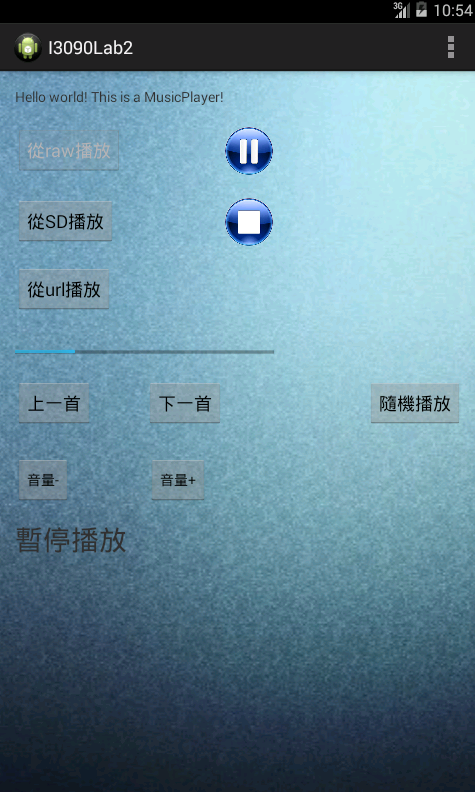 3G 10:54
I3090Lab2
Hello world! This is a MusicPlayer!
從raw播放
從SD播放
從url播放
上一首 下一首 隨機播放
音量- 音量+
暫停播放